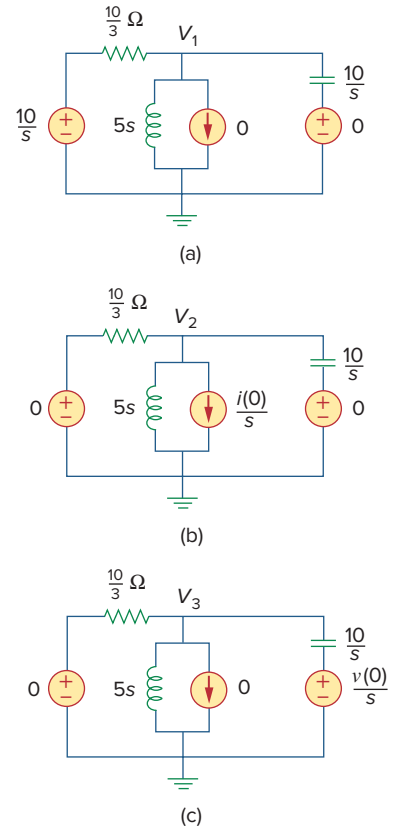 10/3 Ω
V₁
10/s
5s
0
10/s
+
−
+
−
0
(a)
10/3 Ω
V₂
0
+
−
5s
i(0)/s
10/s
+
−
0
(b)
10/3 Ω
V₃
0
+
−
5s
0
10/s
+
−
v(0)/s
(c)